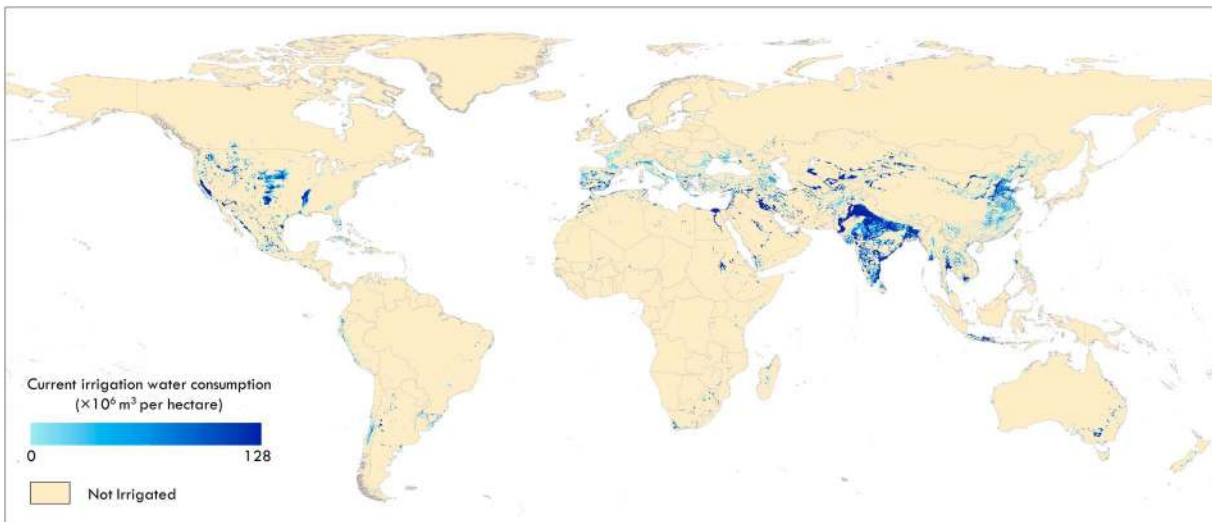 Current irrigation water consumption
(×10⁶ m³ per hectare)
0 128
Not Irrigated